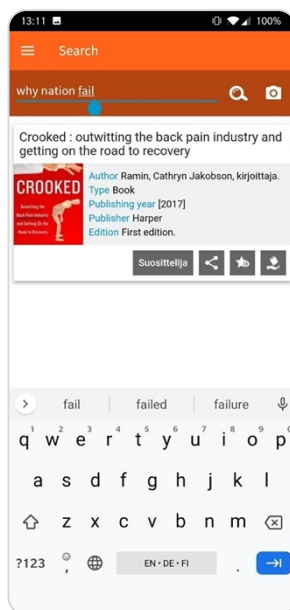 13:11
100%
Search
why nation fail
Crooked : outwitting the back pain industry and
getting on the road to recovery
CROOKED
Outwitting the
Back Pain Industry
and Getting On the
Road to Recovery
Author Ramin, Cathryn Jakobson, kirjoittaja.
Type Book
Publishing year [2017]
Publisher Harper
Edition First edition.
Suosittelija
fail failed failure
1 2 3 4 5 6 7 8 9 0
q w e r t y u i o p
a s d f g h j k l
z x c v b n m
?123 , EN • DE • FI .